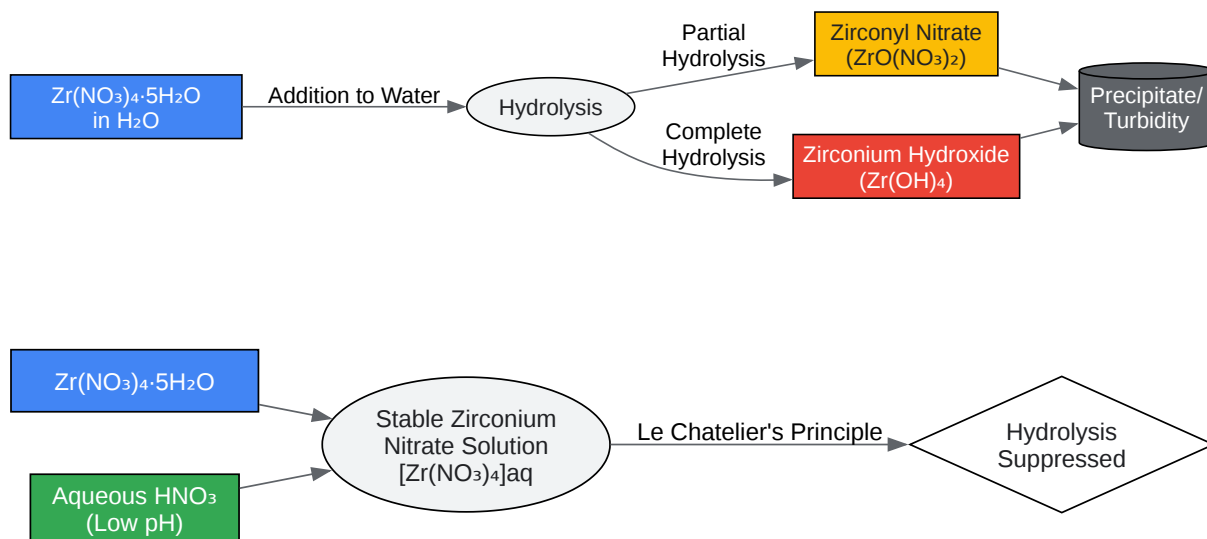 Zr(NO₃)₄·5H₂O
in H₂O
Addition to Water
Hydrolysis
Partial
Hydrolysis
Zirconyl Nitrate
(ZrO(NO₃)₂)
Complete
Hydrolysis
Zirconium Hydroxide
(Zr(OH)₄)
Precipitate/
Turbidity
Zr(NO₃)₄·5H₂O
Aqueous HNO₃
(Low pH)
Stable Zirconium
Nitrate Solution
[Zr(NO₃)₄]aq
Le Chatelier's Principle
Hydrolysis
Suppressed